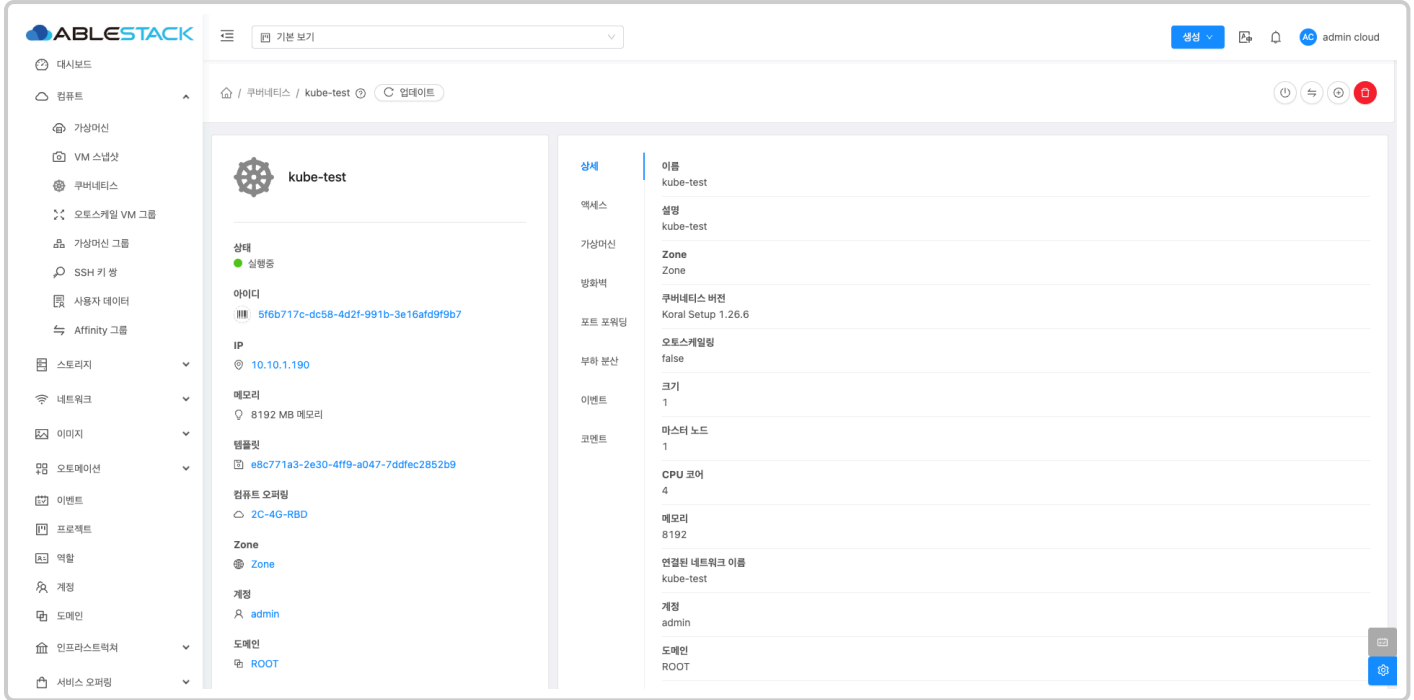 ABLESTACK
기본 보기
생성
AC admin cloud
대시보드
컴퓨트
가상머신
VM 스냅샷
쿠버네티스
오토스케일 VM 그룹
가상머신 그룹
SSH 키 쌍
사용자 데이터
Affinity 그룹
스토리지
네트워크
이미지
오토메이션
이벤트
프로젝트
역할
계정
도메인
인프라스트럭쳐
서비스 오퍼링
/ 쿠버네티스 / kube-test 업데이트
kube-test
상태
실행중
아이디
5f6b717c-dc58-4d2f-991b-3e16afd9f9b7
IP
10.10.1.190
메모리
8192 MB 메모리
템플릿
e8c771a3-2e30-4ff9-a047-7ddfec2852b9
컴퓨트 오퍼링
2C-4G-RBD
Zone
Zone
계정
admin
도메인
ROOT
상세
액세스
가상머신
방화벽
포트 포워딩
부하 분산
이벤트
코멘트
이름
kube-test
설명
kube-test
Zone
Zone
쿠버네티스 버전
Koral Setup 1.26.6
오토스케일링
false
크기
1
마스터 노드
1
CPU 코어
4
메모리
8192
연결된 네트워크 이름
kube-test
계정
admin
도메인
ROOT